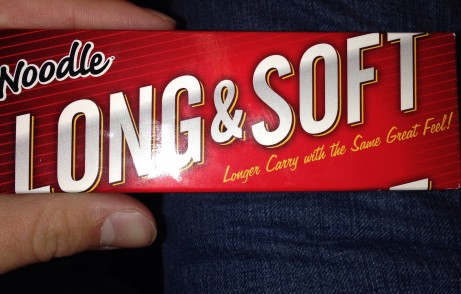 Noodle
LONG & SOFT
Longer Carry with the Same Great Feel!